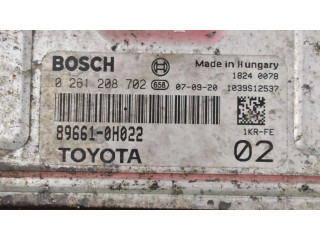 BOSCH Made in Hungary
1824 0078
0 261 208 702 658 07-09-20 1039S12537
89661-0H022 1KR-FE
TOYOTA 02